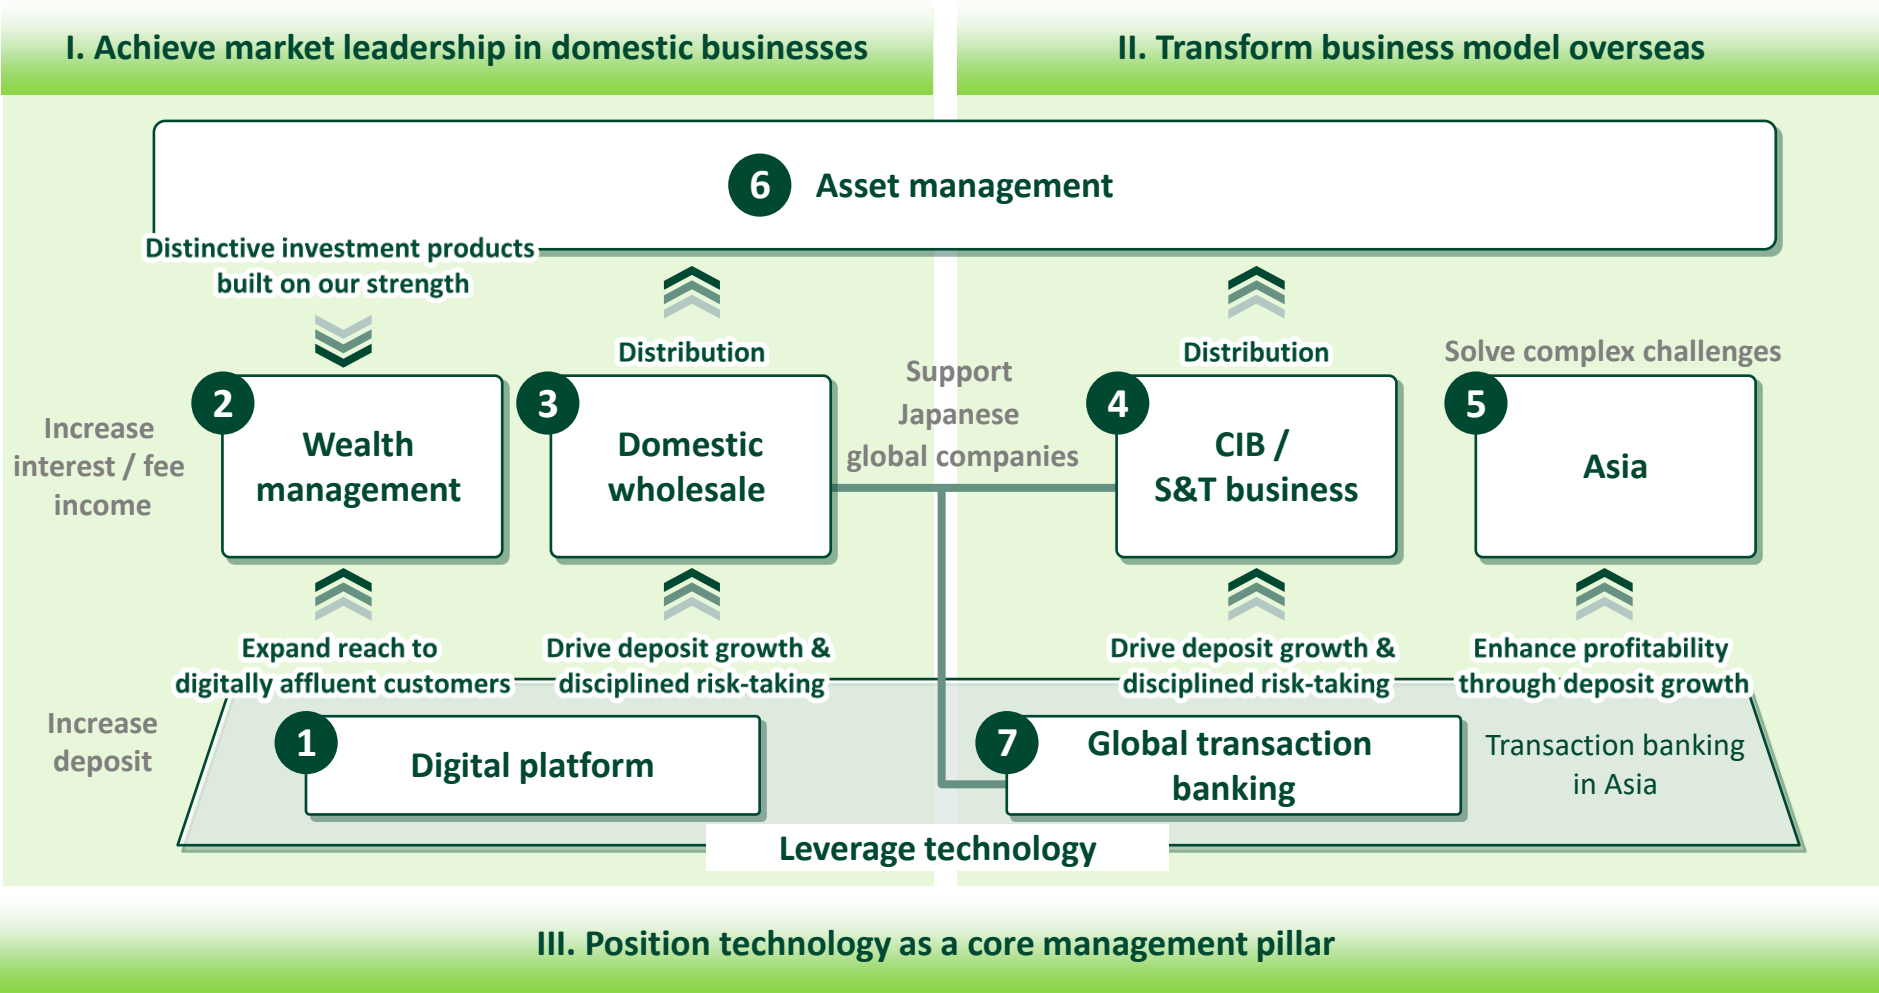 I. Achieve market leadership in domestic businesses
II. Transform business model overseas
6 Asset management
Distinctive investment products
built on our strength
Distribution
Distribution
Solve complex challenges
Increase
interest / fee
income
2
Wealth
management
3
Domestic
wholesale
Support
Japanese
global companies
4
CIB /
S&T business
5
Asia
Expand reach to
digitally affluent customers
Drive deposit growth &
disciplined risk-taking
Drive deposit growth &
disciplined risk-taking
Enhance profitability
through deposit growth
Increase
deposit
1
Digital platform
7
Global transaction
banking
Transaction banking
in Asia
Leverage technology
III. Position technology as a core management pillar